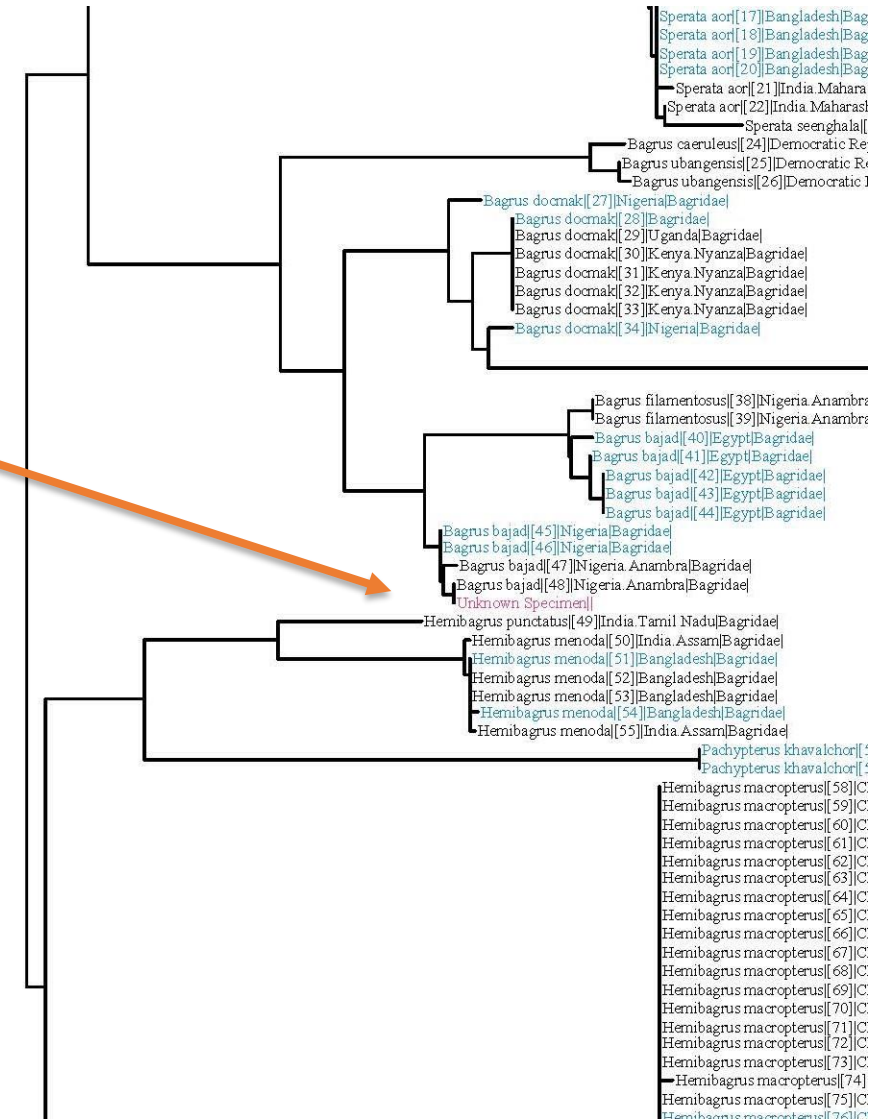 Sperata aor|[17]|Bangladesh|Bag
Sperata aor|[18]|Bangladesh|Bag
Sperata aor|[19]|Bangladesh|Bag
Sperata aor|[20]|Bangladesh|Bag
Sperata aor|[21]|India.Mahara
Sperata aor|[22]|India.Maharash
Sperata seenghala|[
Bagrus caeruleus|[24]|Democratic Re
Bagrus ubangensis|[25]|Democratic Re
Bagrus ubangensis|[26]|Democratic
Bagrus docmak|[27]|Nigeria|Bagridae|
Bagrus docmak|[28]|Bagridae|
Bagrus docmak|[29]|Uganda|Bagridae|
Bagrus docmak|[30]|Kenya.Nyanza|Bagridae|
Bagrus docmak|[31]|Kenya.Nyanza|Bagridae|
Bagrus docmak|[32]|Kenya.Nyanza|Bagridae|
Bagrus docmak|[33]|Kenya.Nyanza|Bagridae|
Bagrus docmak|[34]|Nigeria|Bagridae|
Bagrus filamentosus|[38]|Nigeria.Anambra
Bagrus filamentosus|[39]|Nigeria.Anambra
Bagrus bajad|[40]|Egypt|Bagridae|
Bagrus bajad|[41]|Egypt|Bagridae|
Bagrus bajad|[42]|Egypt|Bagridae|
Bagrus bajad|[43]|Egypt|Bagridae|
Bagrus bajad|[44]|Egypt|Bagridae|
Bagrus bajad|[45]|Nigeria|Bagridae|
Bagrus bajad|[46]|Nigeria|Bagridae|
Bagrus bajad|[47]|Nigeria.Anambra|Bagridae|
Bagrus bajad|[48]|Nigeria.Anambra|Bagridae|
Unknown Specimen||
Hemibagrus punctatus|[49]|India.Tamil Nadu|Bagridae|
Hemibagrus menoda|[50]|India.Assam|Bagridae|
Hemibagrus menoda|[51]|Bangladesh|Bagridae|
Hemibagrus menoda|[52]|Bangladesh|Bagridae|
Hemibagrus menoda|[53]|Bangladesh|Bagridae|
Hemibagrus menoda|[54]|Bangladesh|Bagridae|
Hemibagrus menoda|[55]|India.Assam|Bagridae|
Pachypterus khavalchor|[5
Pachypterus khavalchor|[5
Hemibagrus macropterus|[58]|C
Hemibagrus macropterus|[59]|C
Hemibagrus macropterus|[60]|C
Hemibagrus macropterus|[61]|C
Hemibagrus macropterus|[62]|C
Hemibagrus macropterus|[63]|C
Hemibagrus macropterus|[64]|C
Hemibagrus macropterus|[65]|C
Hemibagrus macropterus|[66]|C
Hemibagrus macropterus|[67]|C
Hemibagrus macropterus|[68]|C
Hemibagrus macropterus|[69]|C
Hemibagrus macropterus|[70]|C
Hemibagrus macropterus|[71]|C
Hemibagrus macropterus|[72]|C
Hemibagrus macropterus|[73]|C
Hemibagrus macropterus|[74]
Hemibagrus macropterus|[75]|C
Hemibagrus macropterus|[76]|C